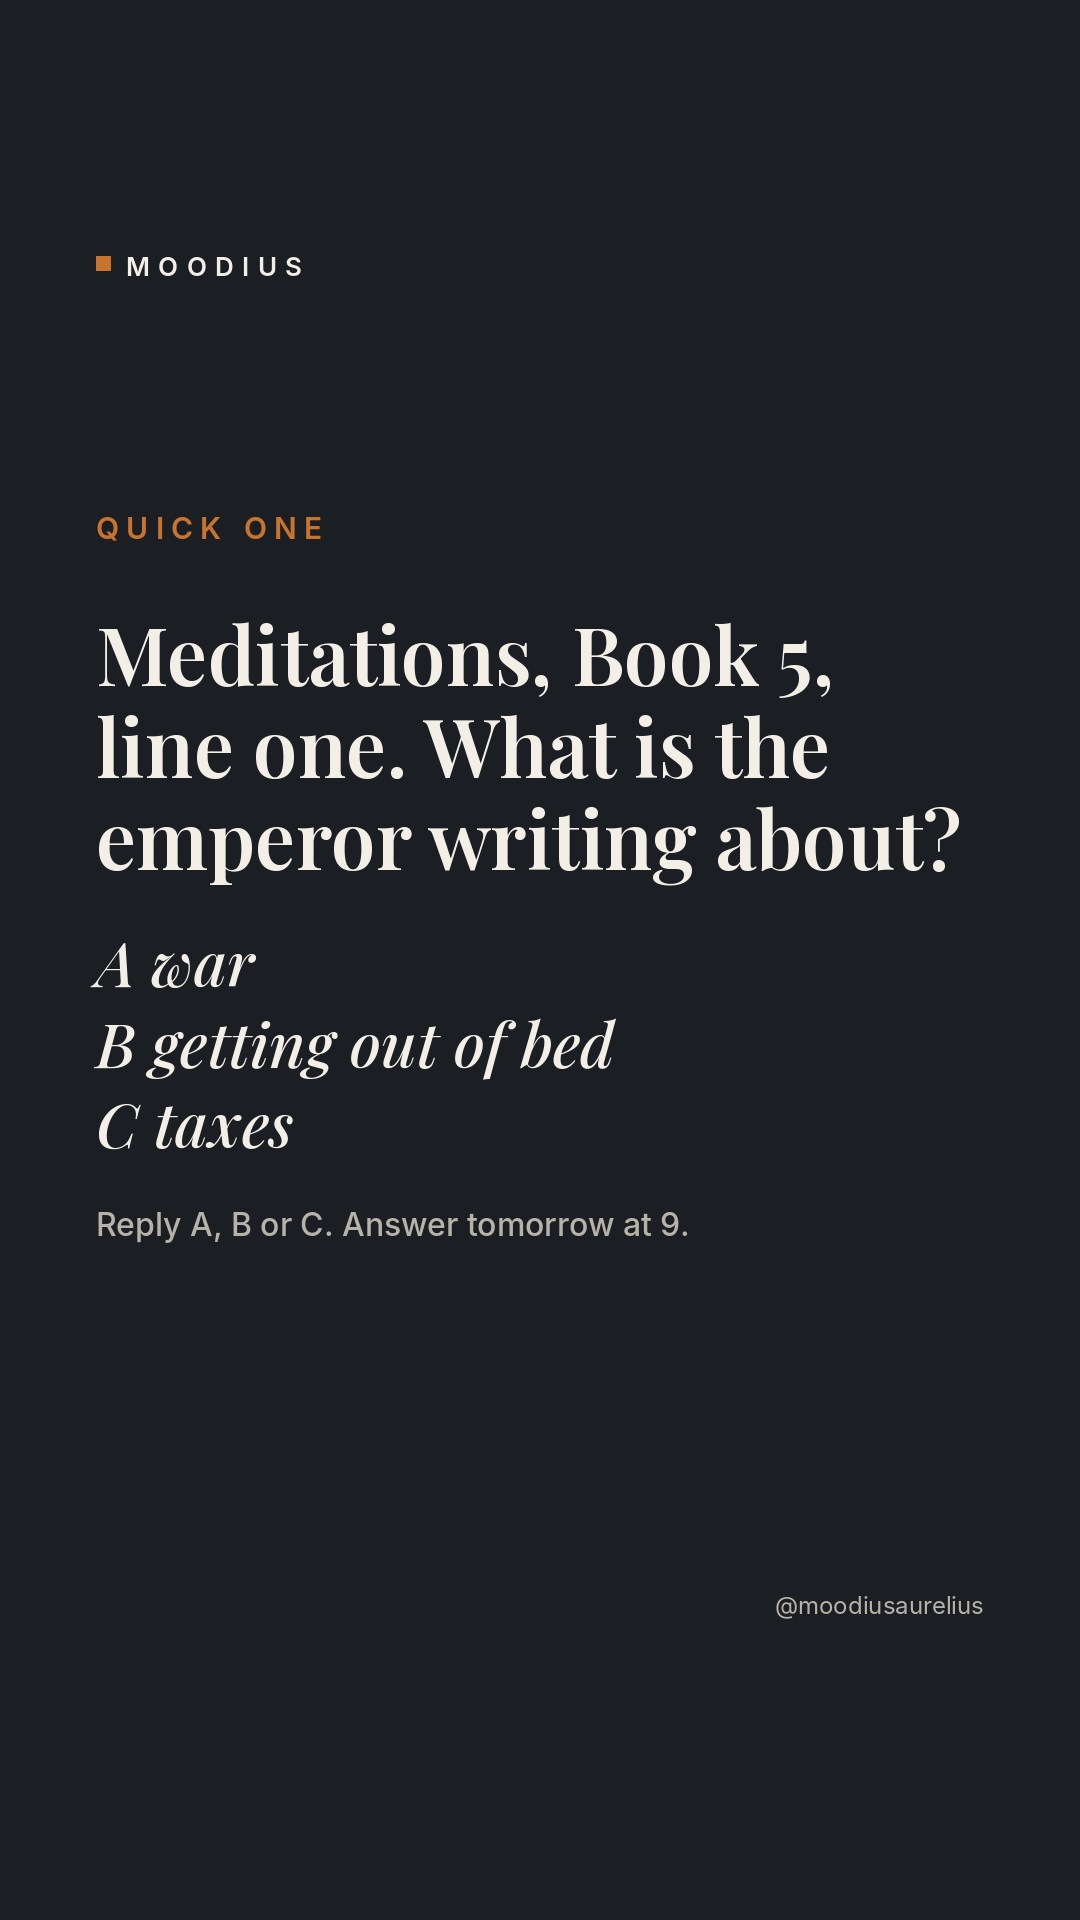 MOODIUS
QUICK ONE
Meditations, Book 5,
line one. What is the
emperor writing about?
A war
B getting out of bed
C taxes
Reply A, B or C. Answer tomorrow at 9.
@moodiusaurelius